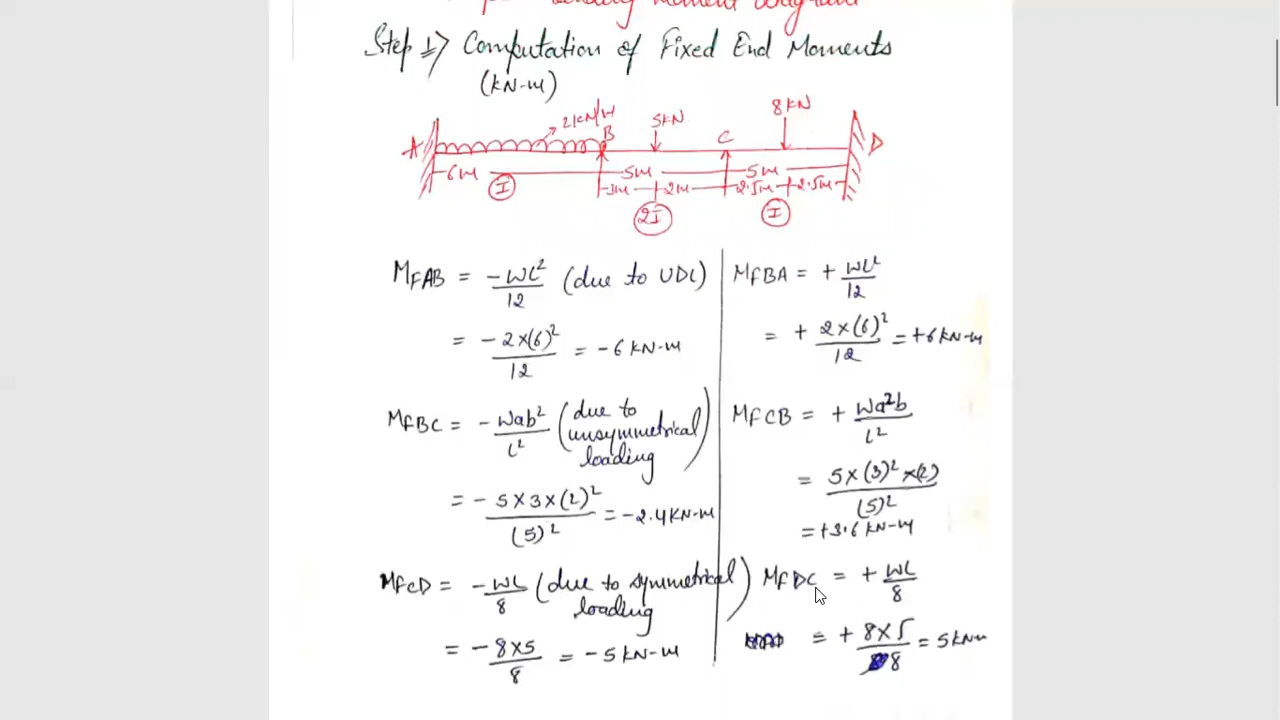 bending moment diagram
Step 1⇒ Computation of Fixed End Moments
(kN-m)
2kN/m
5kN
8kN
A
B
C
D
6m
5m
5m
3m
2m
2.5m
2.5m
I
2I
I
MFAB = -WL²/12 (due to UDL)
= -2×(6)²/12 = -6 kN-m
MFBC = -Wab²/L² (due to unsymmetrical loading)
= -5×3×(2)²/(5)² = -2.4 kN-m
MFCD = -WL/8 (due to symmetrical loading)
= -8×5/8 = -5 kN-m
MFBA = +WL²/12
= +2×(6)²/12 = +6 kN-m
MFCB = +Wa²b/L²
= 5×(3)²×(2)/(5)²
= +3.6 kN-m
MFDC = +WL/8
= +8×5/8 = 5 kNm